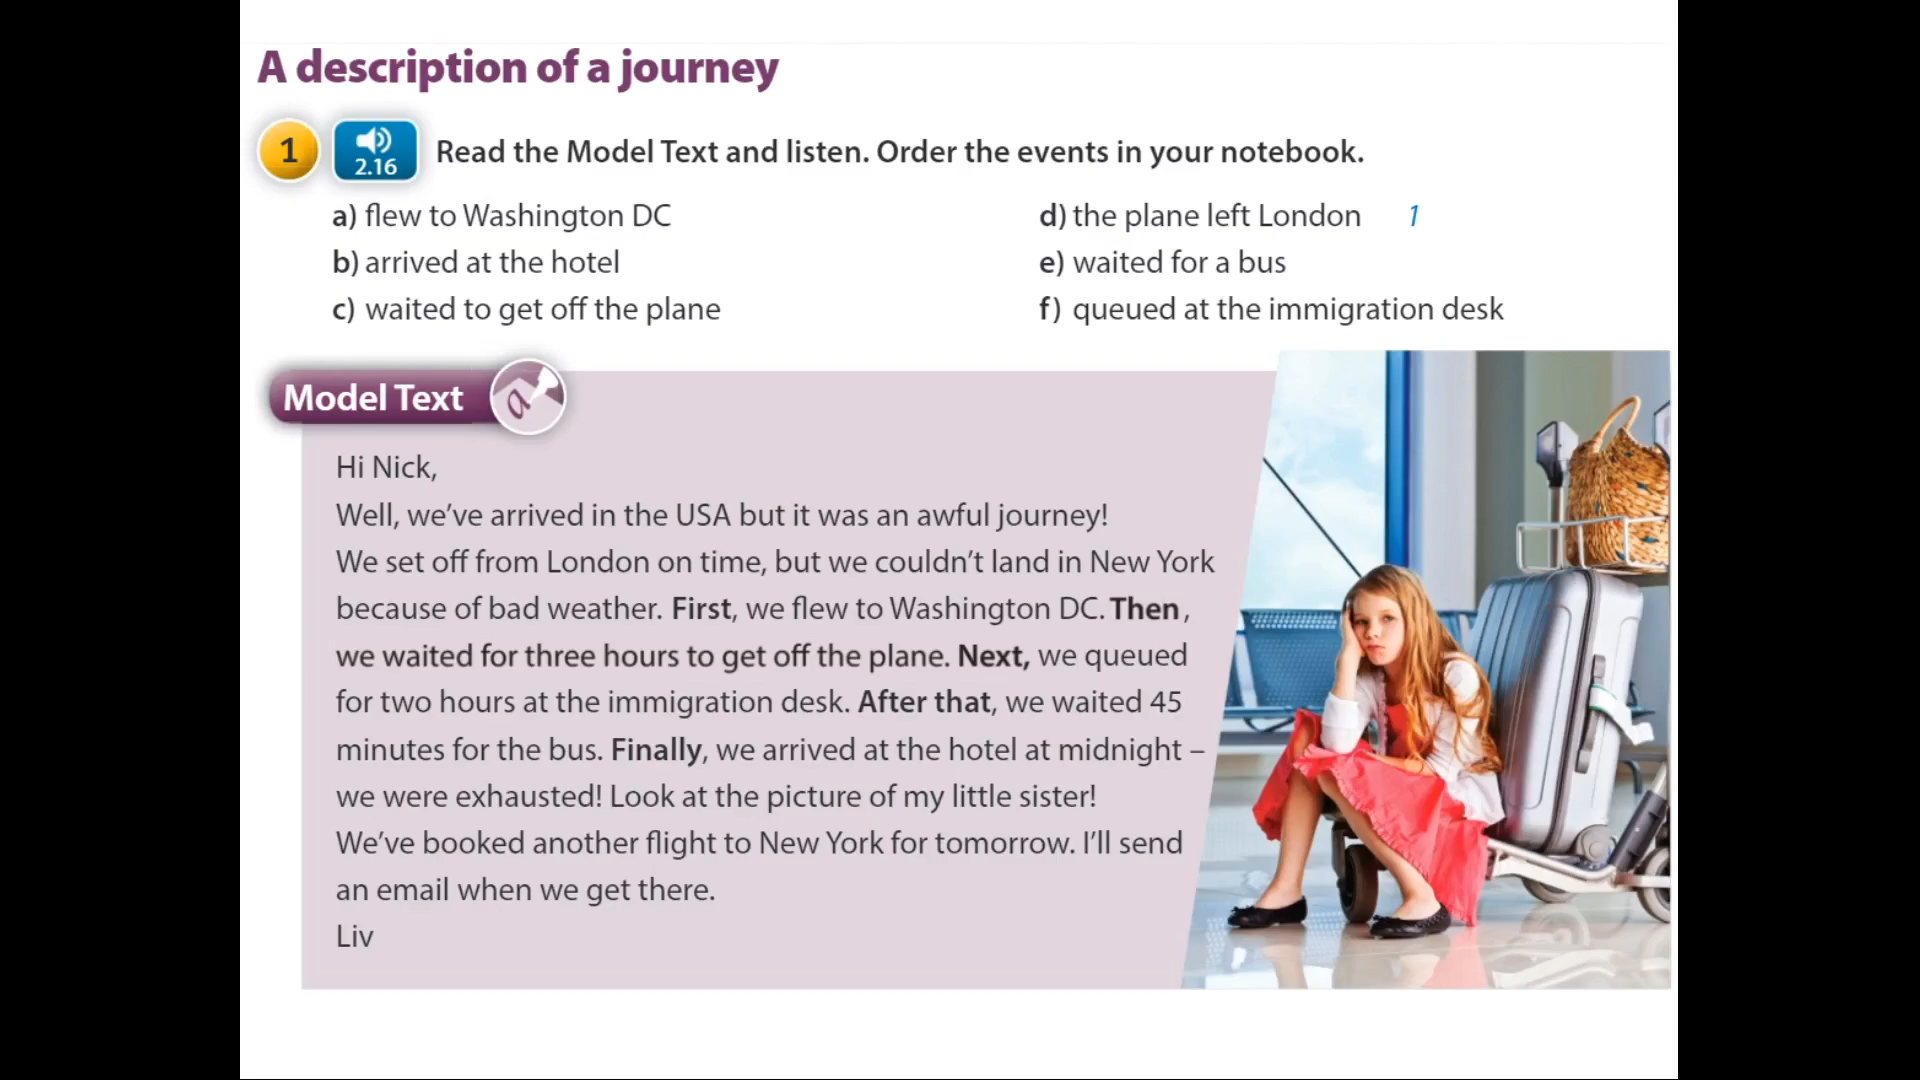 A description of a journey
1 2.16 Read the Model Text and listen. Order the events in your notebook.
a) flew to Washington DC
b) arrived at the hotel
c) waited to get off the plane
d) the plane left London 1
e) waited for a bus
f) queued at the immigration desk
Model Text a
Hi Nick,
Well, we’ve arrived in the USA but it was an awful journey!
We set off from London on time, but we couldn’t land in New York
because of bad weather. First, we flew to Washington DC. Then,
we waited for three hours to get off the plane. Next, we queued
for two hours at the immigration desk. After that, we waited 45
minutes for the bus. Finally, we arrived at the hotel at midnight –
we were exhausted! Look at the picture of my little sister!
We’ve booked another flight to New York for tomorrow. I’ll send
an email when we get there.
Liv